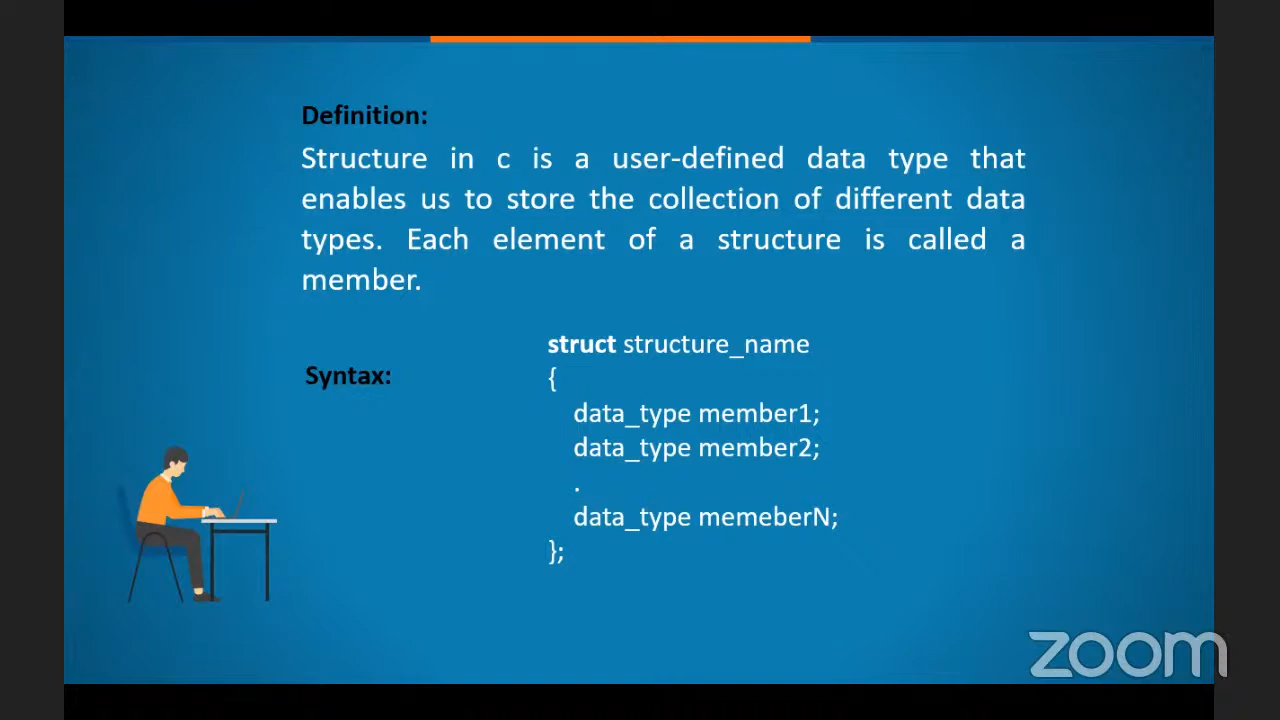 Definition:
Structure in c is a user-defined data type that
enables us to store the collection of different data
types. Each element of a structure is called a
member.
Syntax:
struct structure_name
{
data_type member1;
data_type member2;
.
data_type memeberN;
};
zoom